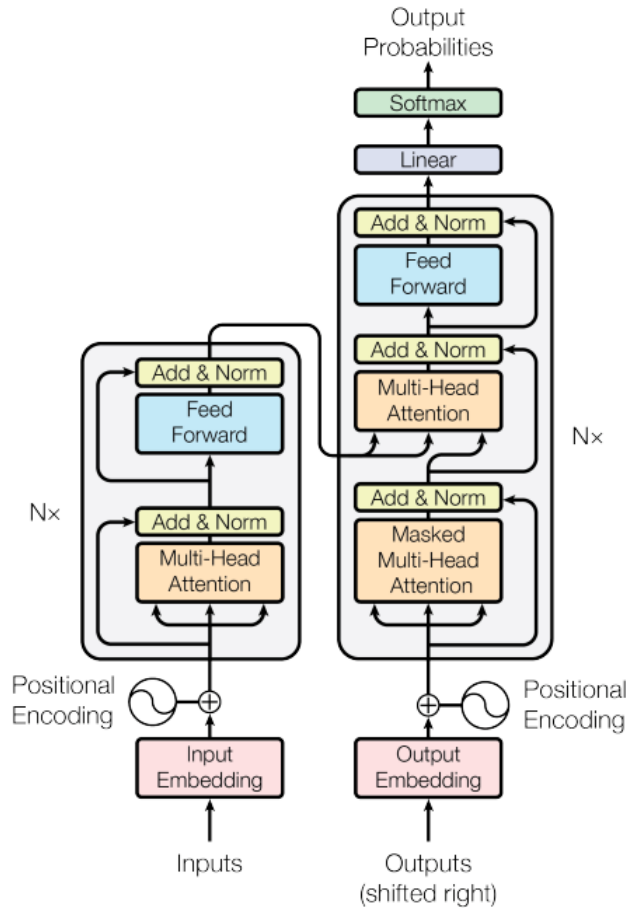 Output
Probabilities
Softmax
Linear
Add & Norm
Feed
Forward
Add & Norm
Multi-Head
Attention
N×
Add & Norm
Masked
Multi-Head
Attention
Add & Norm
Feed
Forward
N×
Add & Norm
Multi-Head
Attention
Positional
Encoding
Positional
Encoding
Input
Embedding
Output
Embedding
Inputs
Outputs
(shifted right)